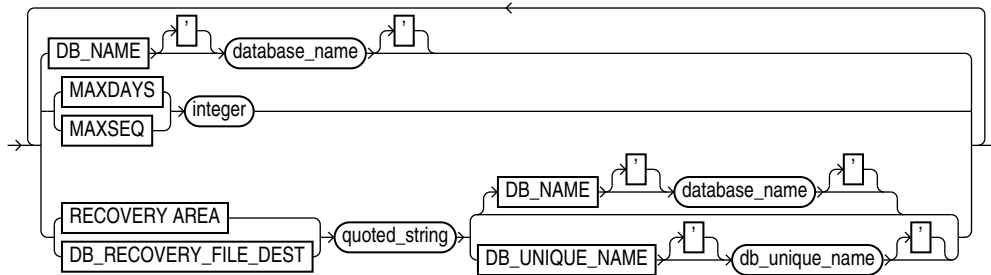 DB_NAME ' database_name '
MAXDAYS
integer
MAXSEQ
DB_NAME ' database_name '
RECOVERY AREA
quoted_string
DB_RECOVERY_FILE_DEST
DB_UNIQUE_NAME ' db_unique_name '